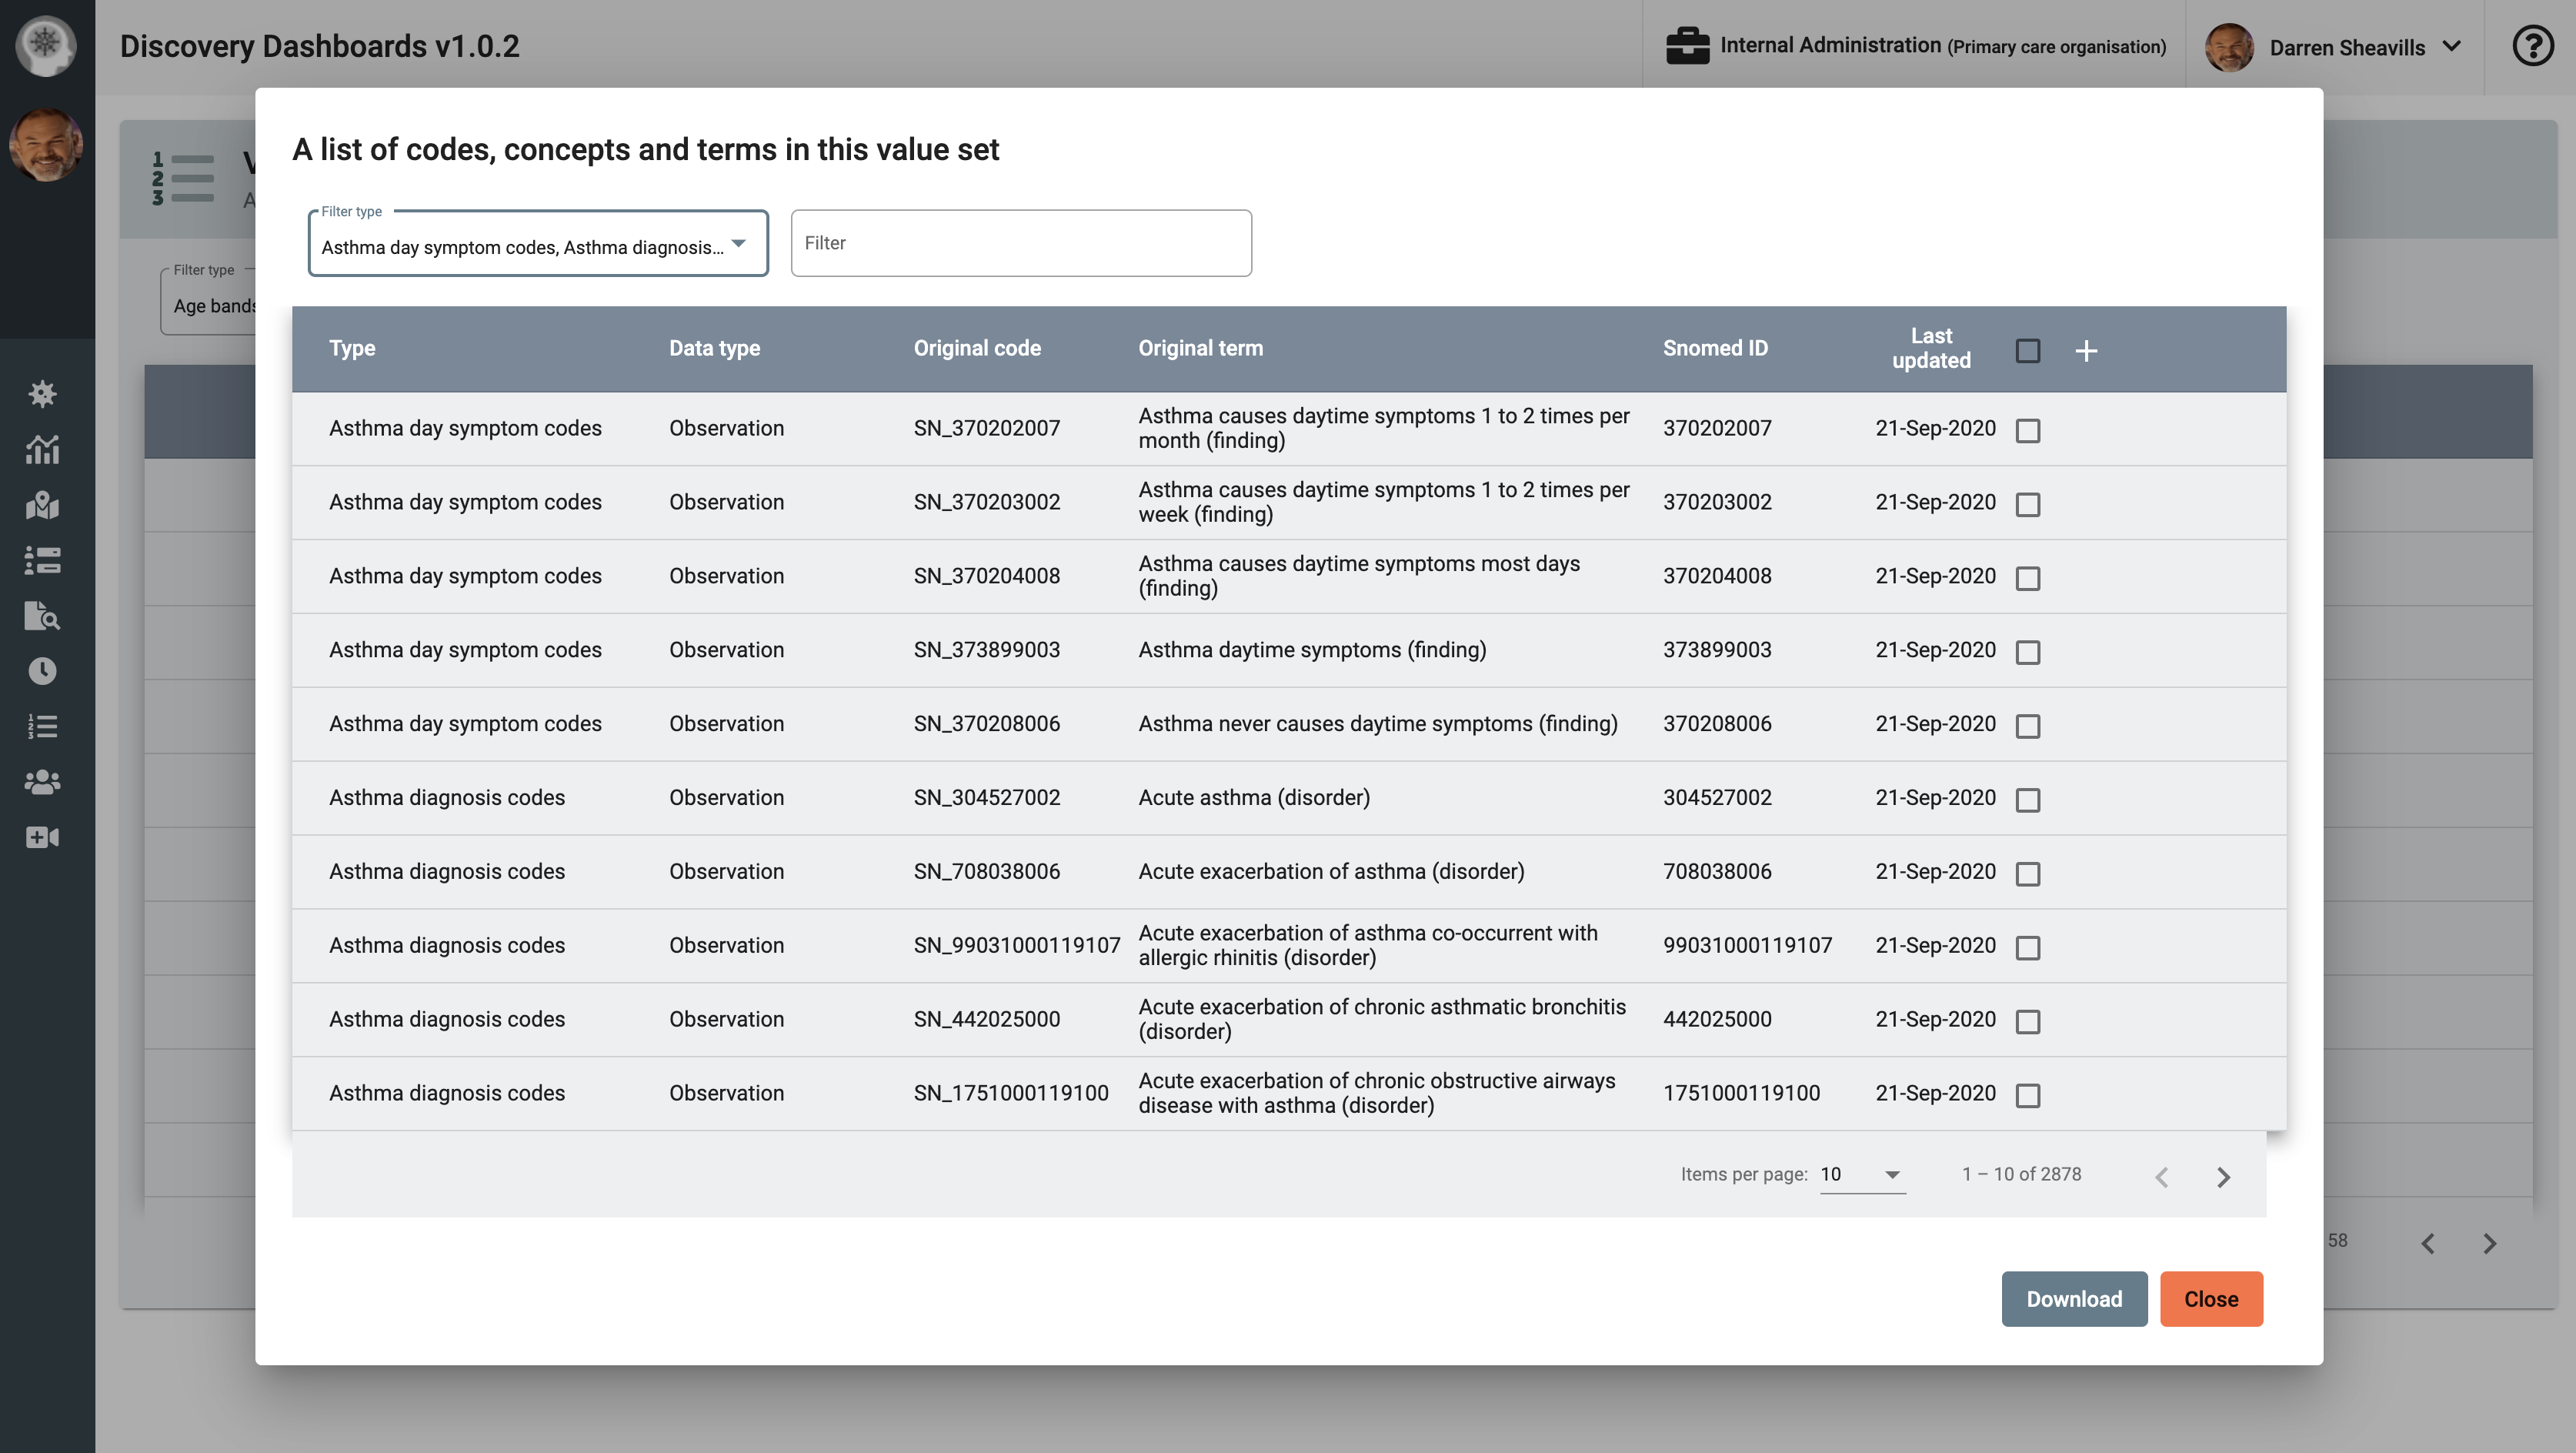 Discovery Dashboards v1.0.2
Internal Administration (Primary care organisation)
Darren Sheavills
A list of codes, concepts and terms in this value set
Filter type
Asthma day symptom codes, Asthma diagnosis...
Filter
Filter type
Age bands
Type Data type Original code Original term Snomed ID Last updated
Asthma day symptom codes Observation SN_370202007 Asthma causes daytime symptoms 1 to 2 times per month (finding) 370202007 21-Sep-2020
Asthma day symptom codes Observation SN_370203002 Asthma causes daytime symptoms 1 to 2 times per week (finding) 370203002 21-Sep-2020
Asthma day symptom codes Observation SN_370204008 Asthma causes daytime symptoms most days (finding) 370204008 21-Sep-2020
Asthma day symptom codes Observation SN_373899003 Asthma daytime symptoms (finding) 373899003 21-Sep-2020
Asthma day symptom codes Observation SN_370208006 Asthma never causes daytime symptoms (finding) 370208006 21-Sep-2020
Asthma diagnosis codes Observation SN_304527002 Acute asthma (disorder) 304527002 21-Sep-2020
Asthma diagnosis codes Observation SN_708038006 Acute exacerbation of asthma (disorder) 708038006 21-Sep-2020
Asthma diagnosis codes Observation SN_99031000119107 Acute exacerbation of asthma co-occurrent with allergic rhinitis (disorder) 99031000119107 21-Sep-2020
Asthma diagnosis codes Observation SN_442025000 Acute exacerbation of chronic asthmatic bronchitis (disorder) 442025000 21-Sep-2020
Asthma diagnosis codes Observation SN_1751000119100 Acute exacerbation of chronic obstructive airways disease with asthma (disorder) 1751000119100 21-Sep-2020
Items per page: 10 1 – 10 of 2878
58
Download Close